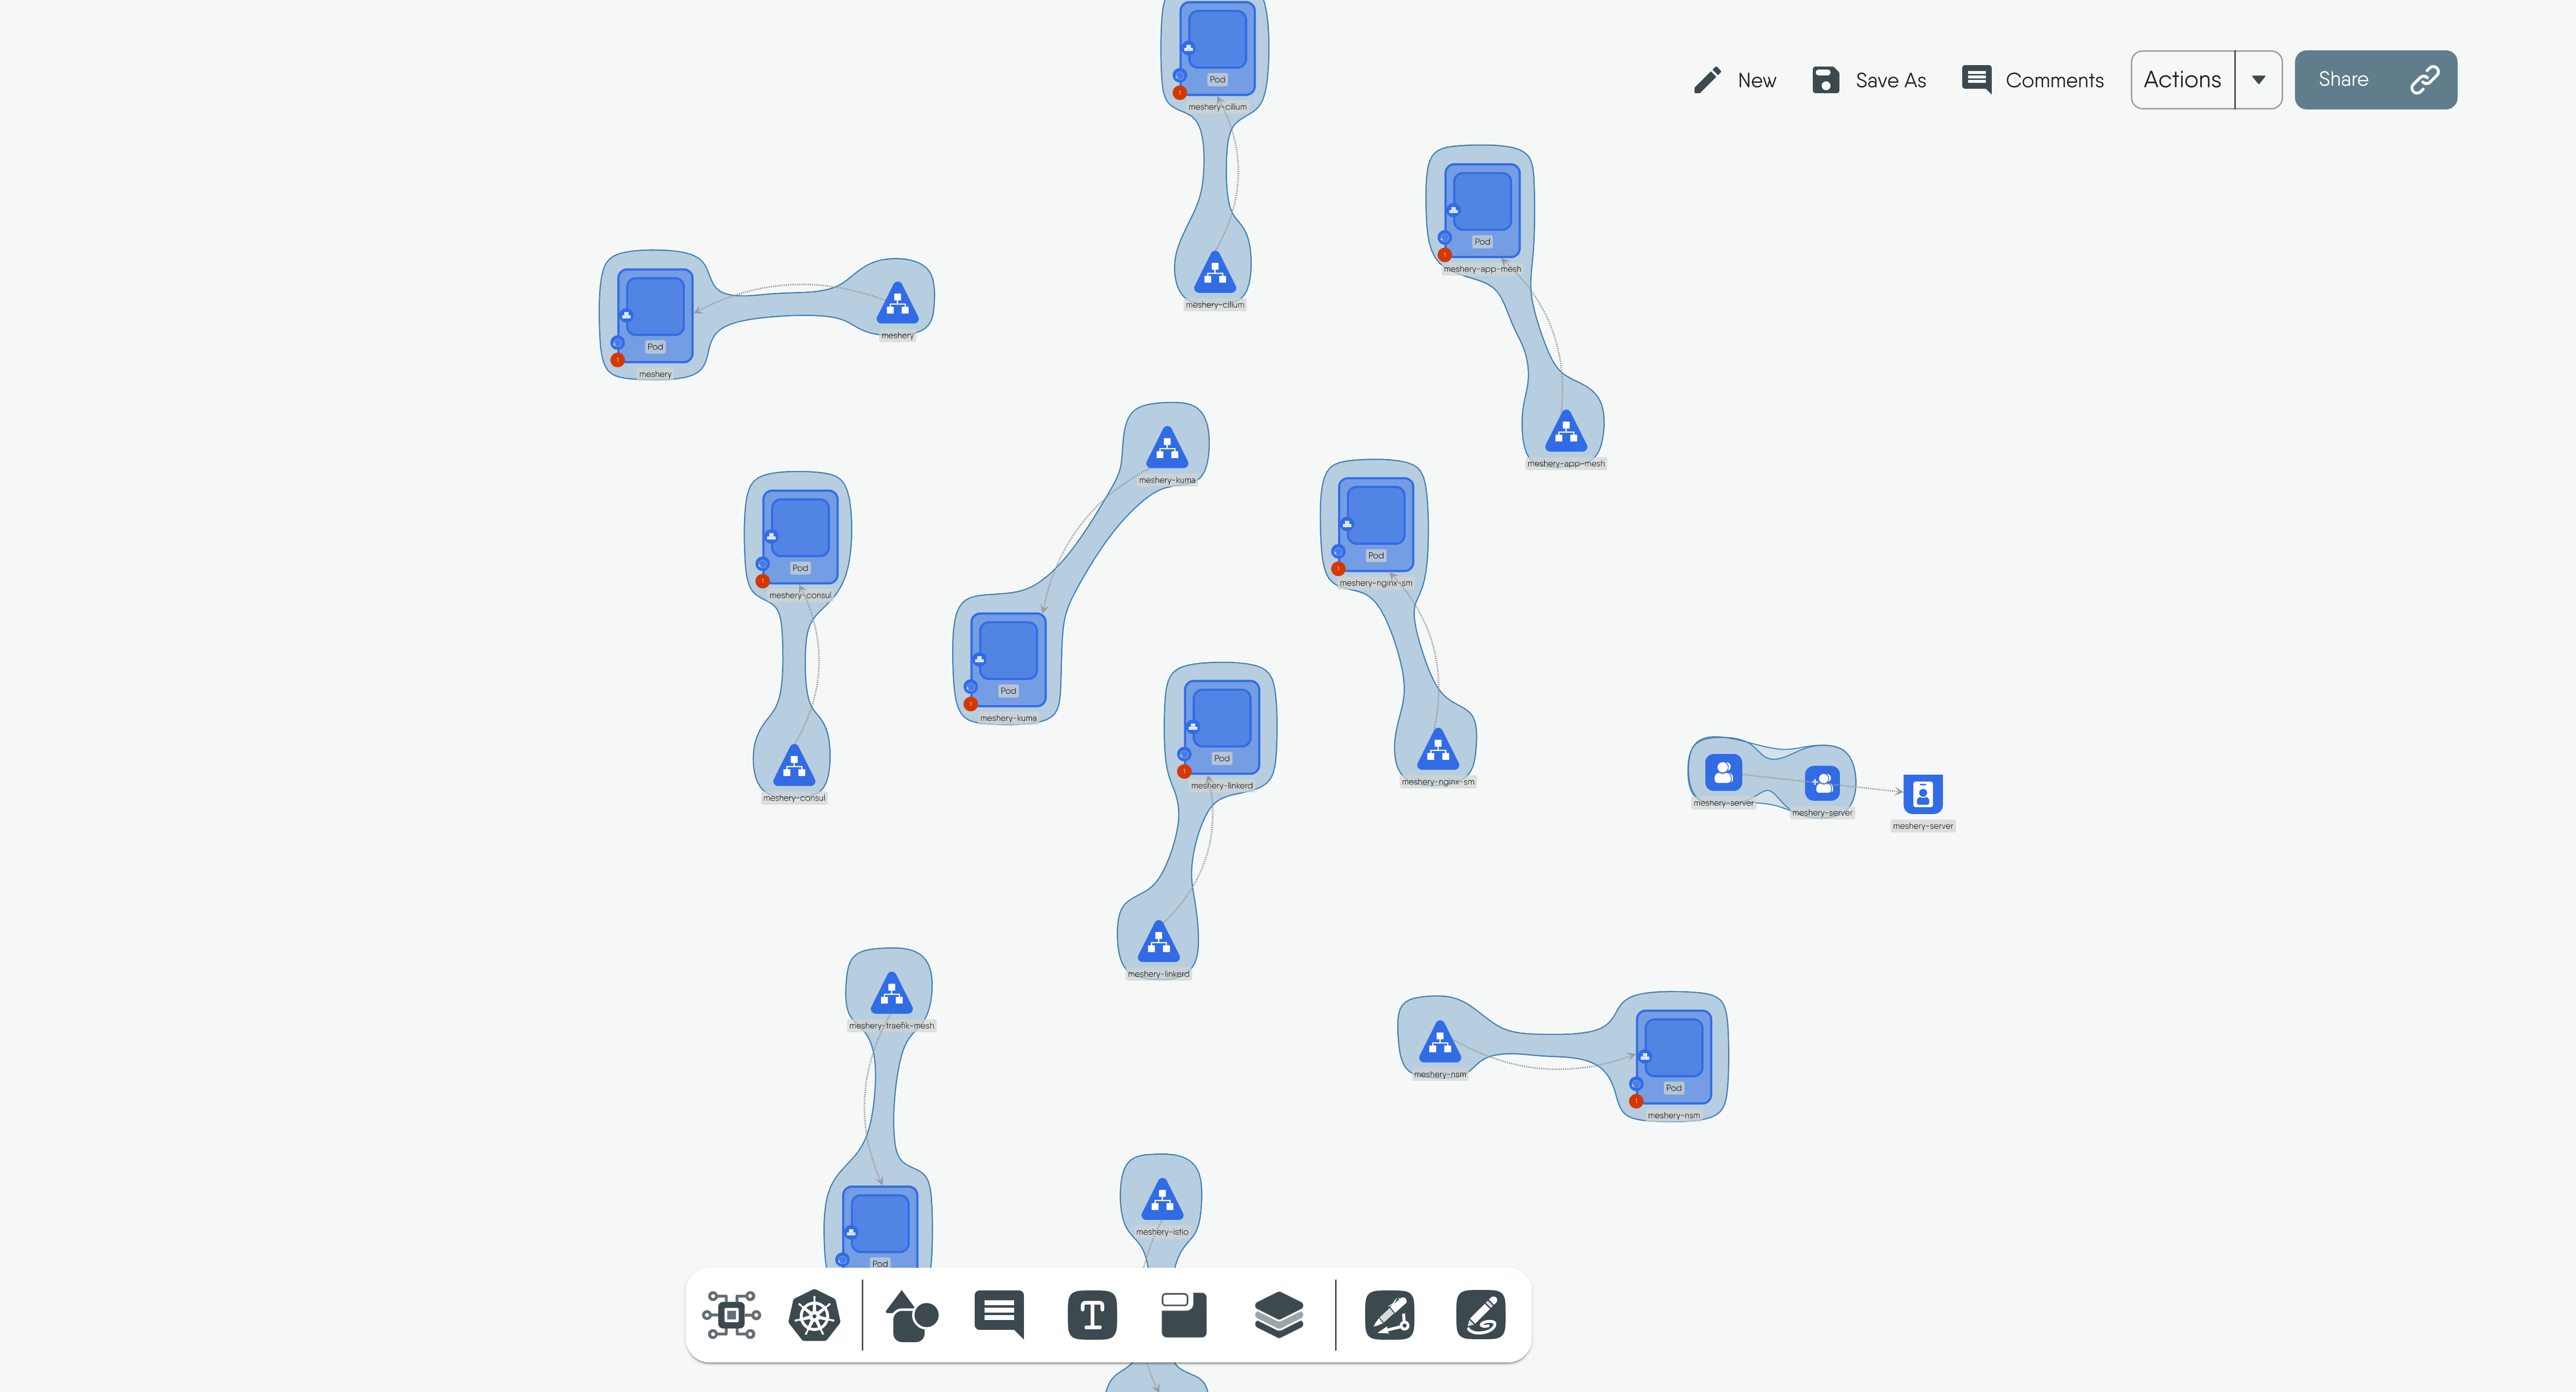 New
Save As
Comments
Actions
Share
Pod
meshery-cilium
meshery-cilium
Pod
meshery-app-mesh
meshery-app-mesh
Pod
meshery
meshery
meshery-kuma
Pod
meshery-kuma
Pod
meshery-consul
meshery-consul
Pod
meshery-nginx-sm
meshery-nginx-sm
Pod
meshery-linkerd
meshery-linkerd
meshery-server
meshery-server
meshery-server
meshery-traefik-mesh
Pod
meshery-nsm
Pod
meshery-nsm
meshery-istio
T